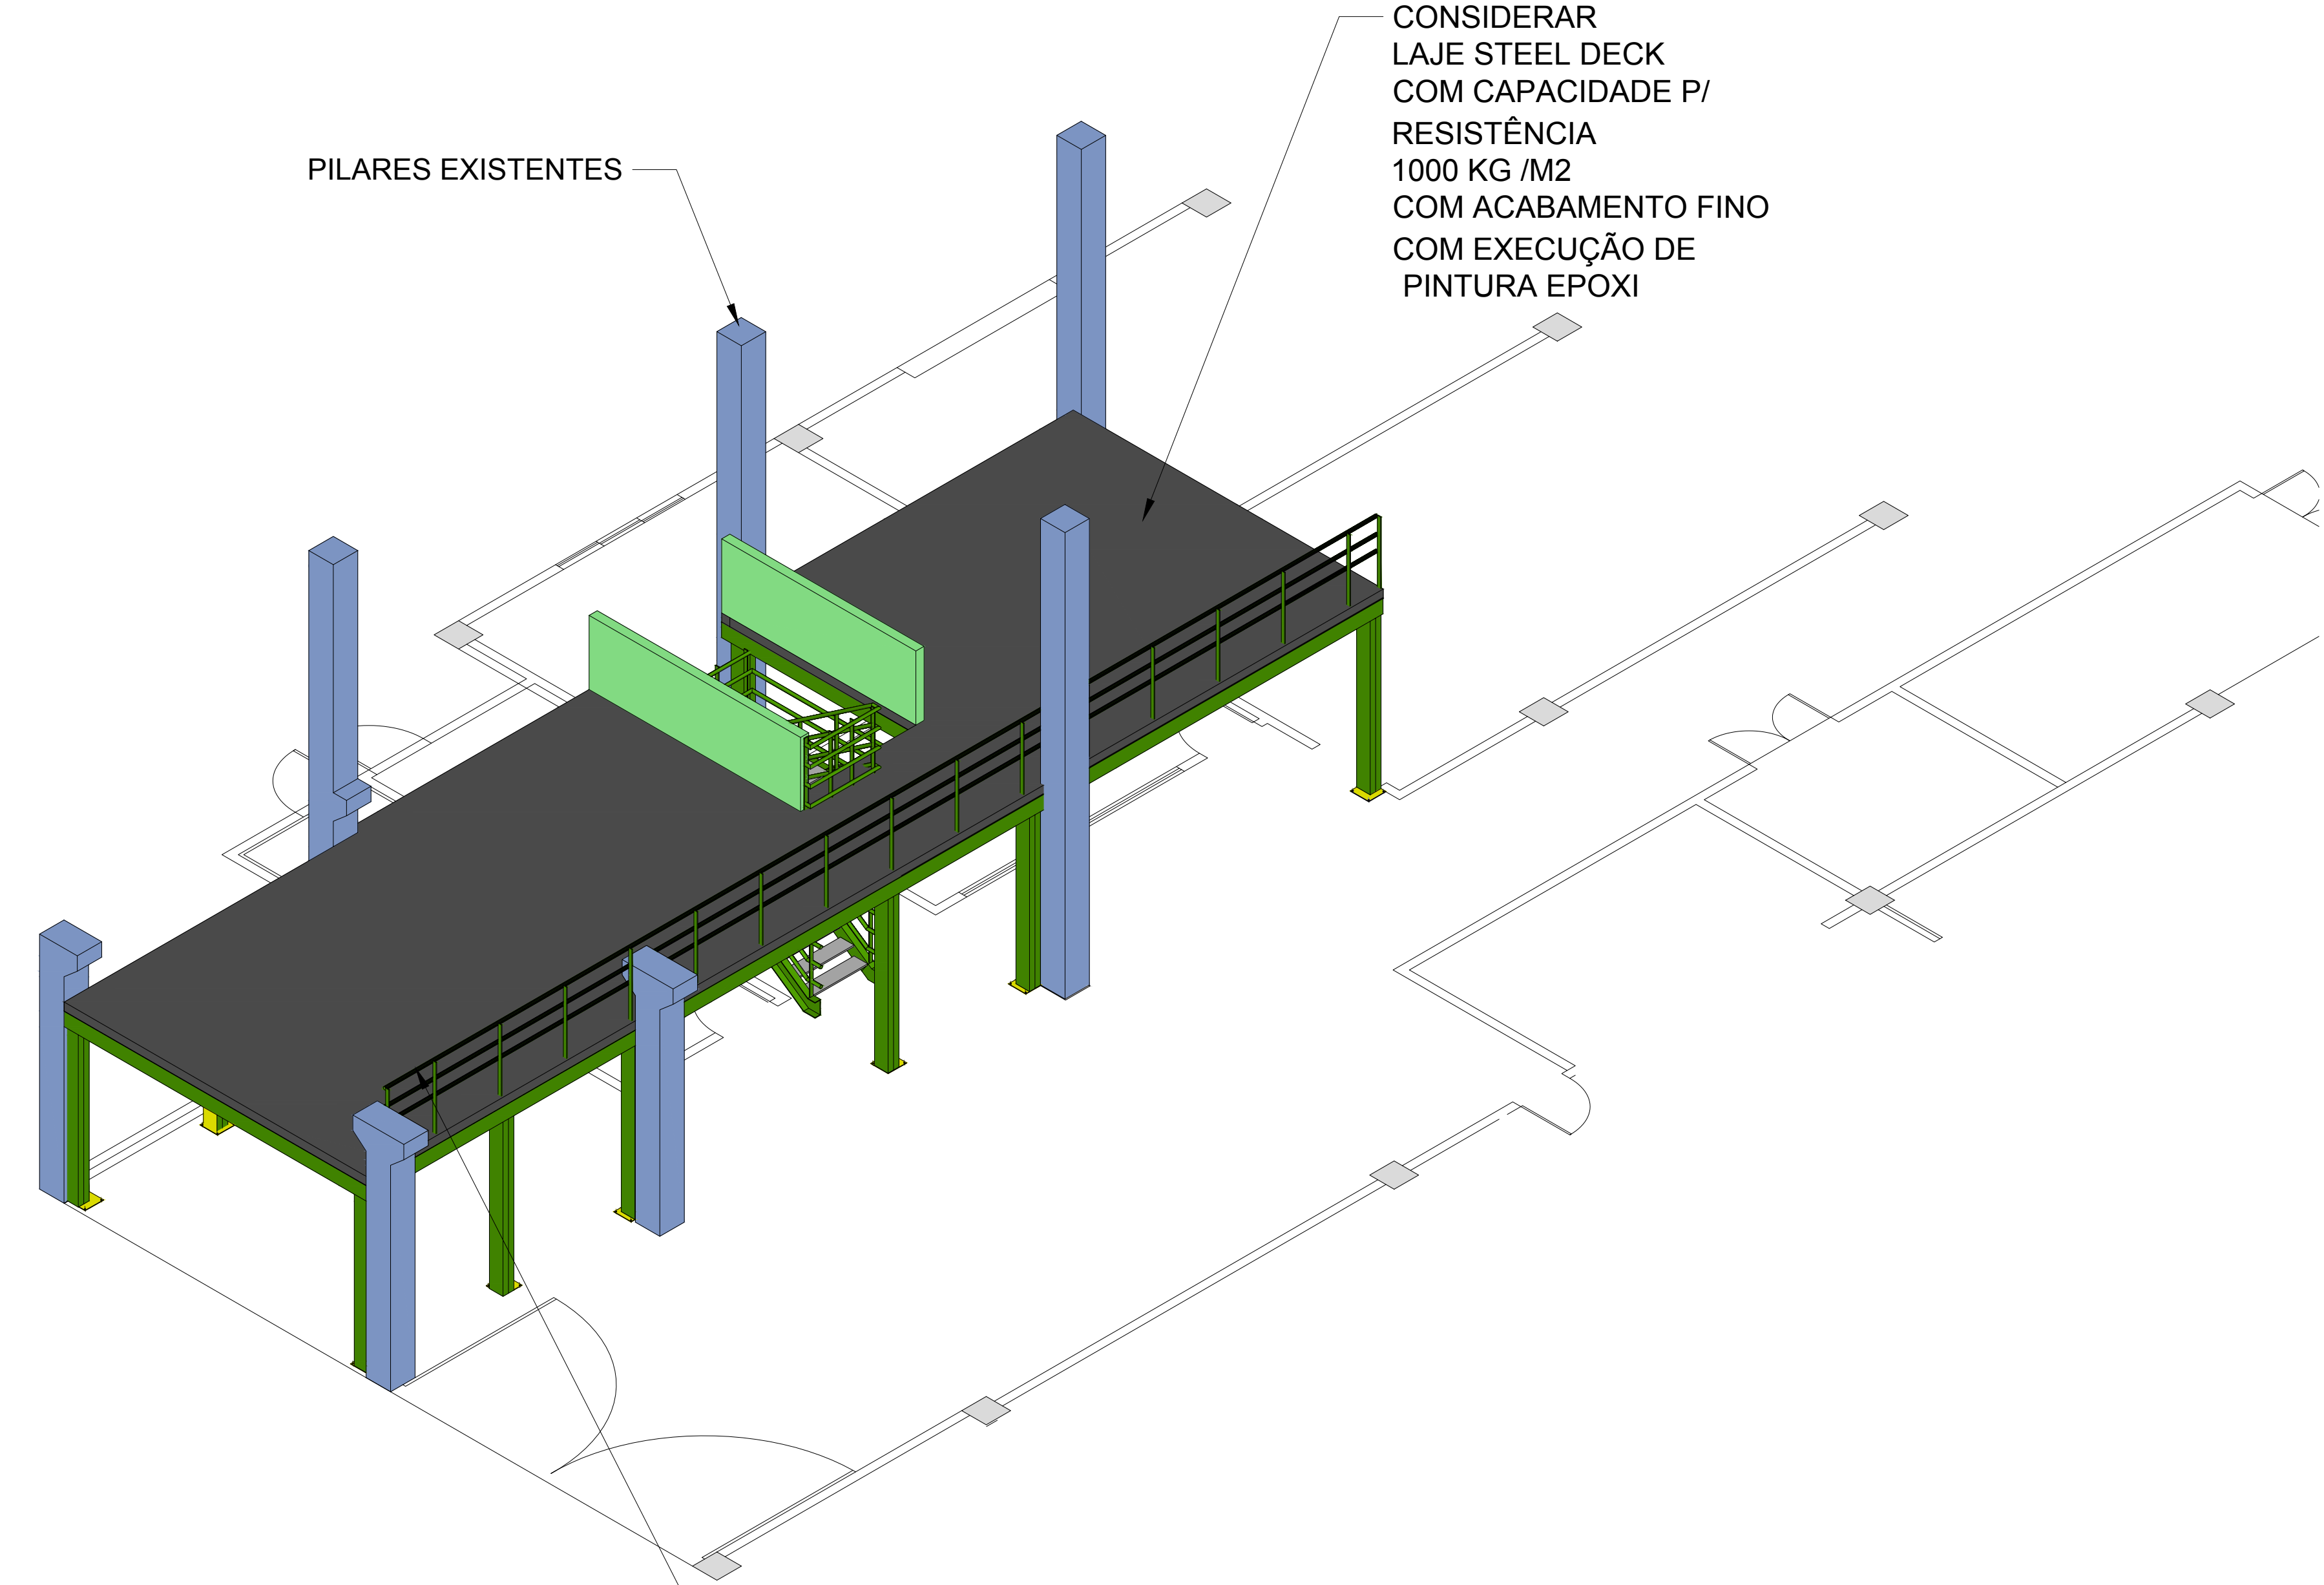 CONSIDERAR
LAJE STEEL DECK
COM CAPACIDADE P/
RESISTÊNCIA
1000 KG /M2
COM ACABAMENTO FINO
COM EXECUÇÃO DE
PINTURA EPOXI
PILARES EXISTENTES